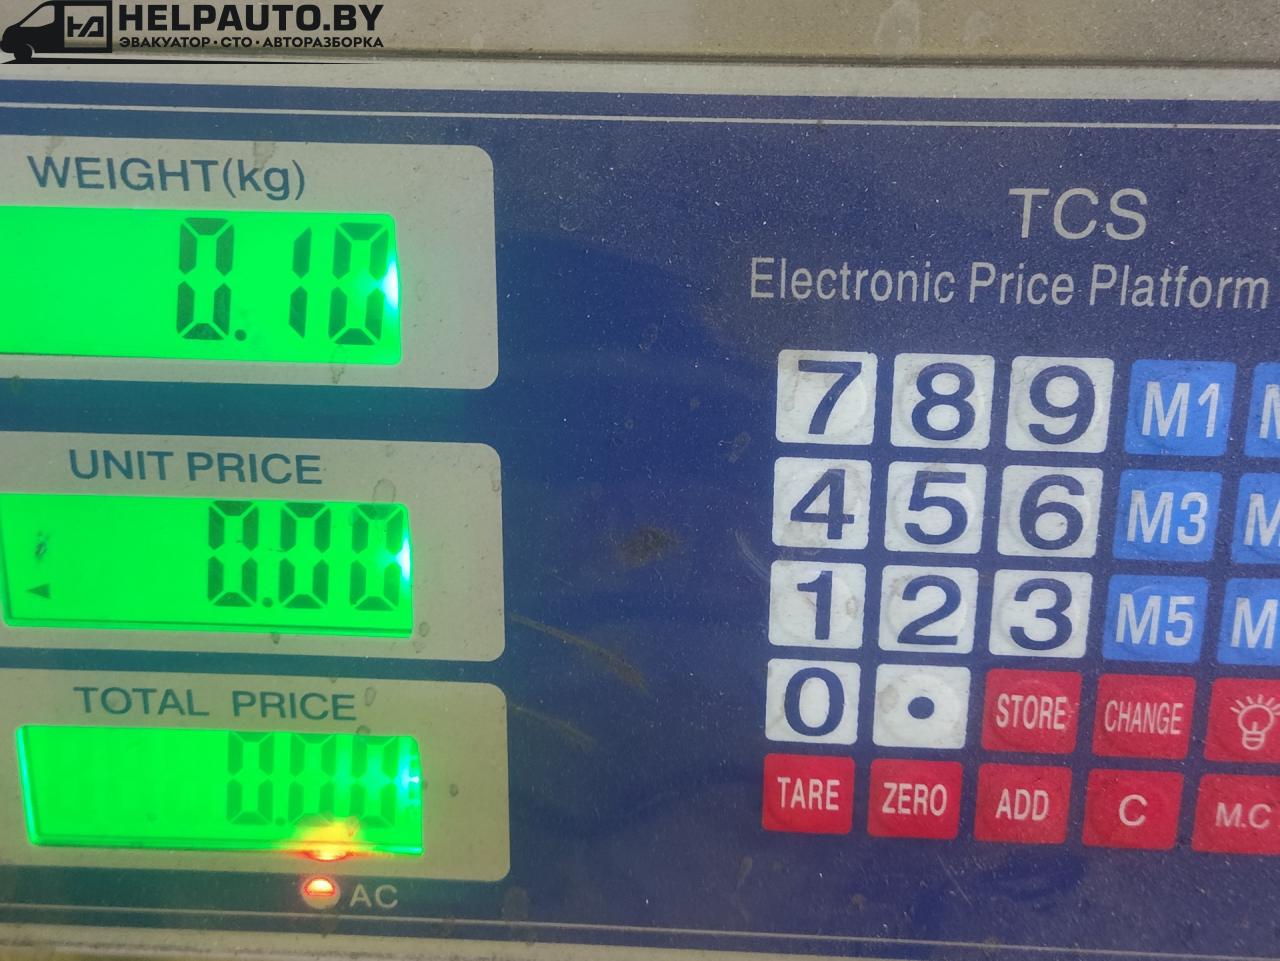 HELPAUTO.BY
ЭВАКУАТОР · СТО · АВТОРАЗБОРКА
WEIGHT(kg)
0.10
TCS
Electronic Price Platform
UNIT PRICE
0.00
TOTAL PRICE
0.00
AC
7 8 9 M1
4 5 6 M3
1 2 3 M5
0 . STORE CHANGE
TARE ZERO ADD C M.C